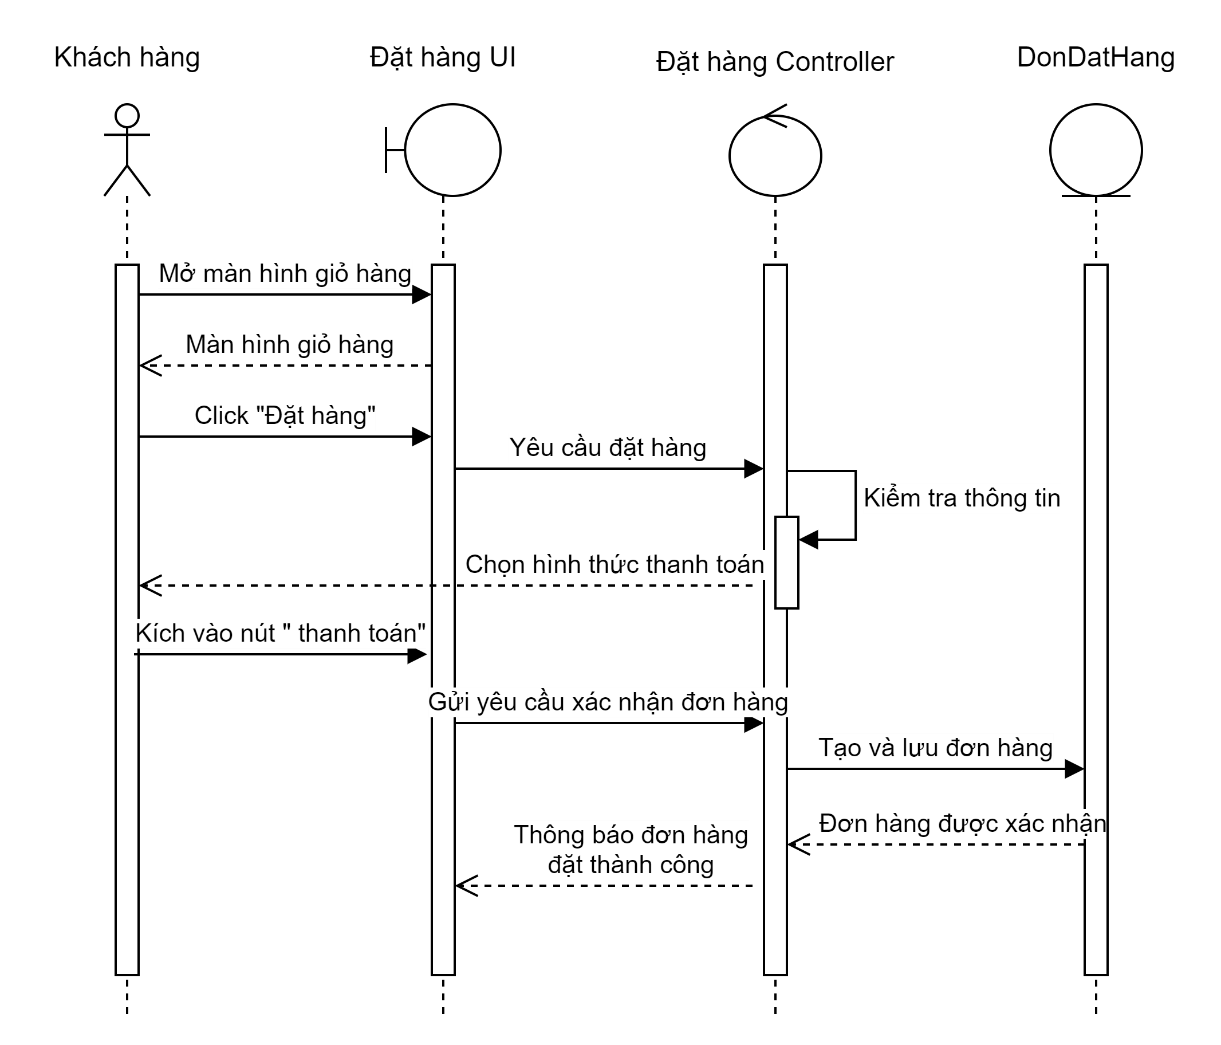 Khách hàng
Đặt hàng UI
Đặt hàng Controller
DonDatHang
Mở màn hình giỏ hàng
Màn hình giỏ hàng
Click "Đặt hàng"
Yêu cầu đặt hàng
Kiểm tra thông tin
Chọn hình thức thanh toán
Kích vào nút " thanh toán"
Gửi yêu cầu xác nhận đơn hàng
Tạo và lưu đơn hàng
Đơn hàng được xác nhận
Thông báo đơn hàng
đặt thành công